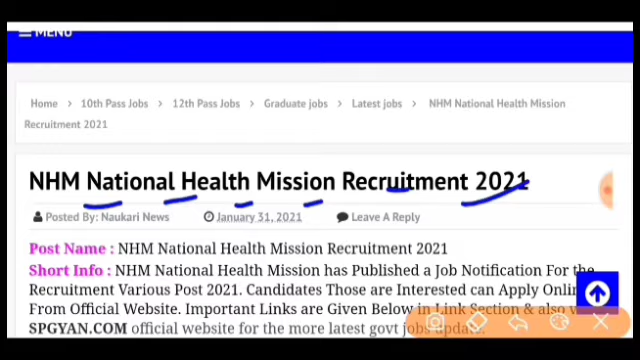 MENU
Home > 10th Pass Jobs > 12th Pass Jobs > Graduate jobs > Latest jobs > NHM National Health Mission
Recruitment 2021
NHM National Health Mission Recruitment 2021
Posted By: Naukari News January 31, 2021 Leave A Reply
Post Name : NHM National Health Mission Recruitment 2021
Short Info : NHM National Health Mission has Published a Job Notification For the
Recruitment Various Post 2021. Candidates Those are Interested can Apply Onlin
From Official Website. Important Links are Given Below in Link Section & also
SPGYAN.COM official website for the more latest govt jobs update.